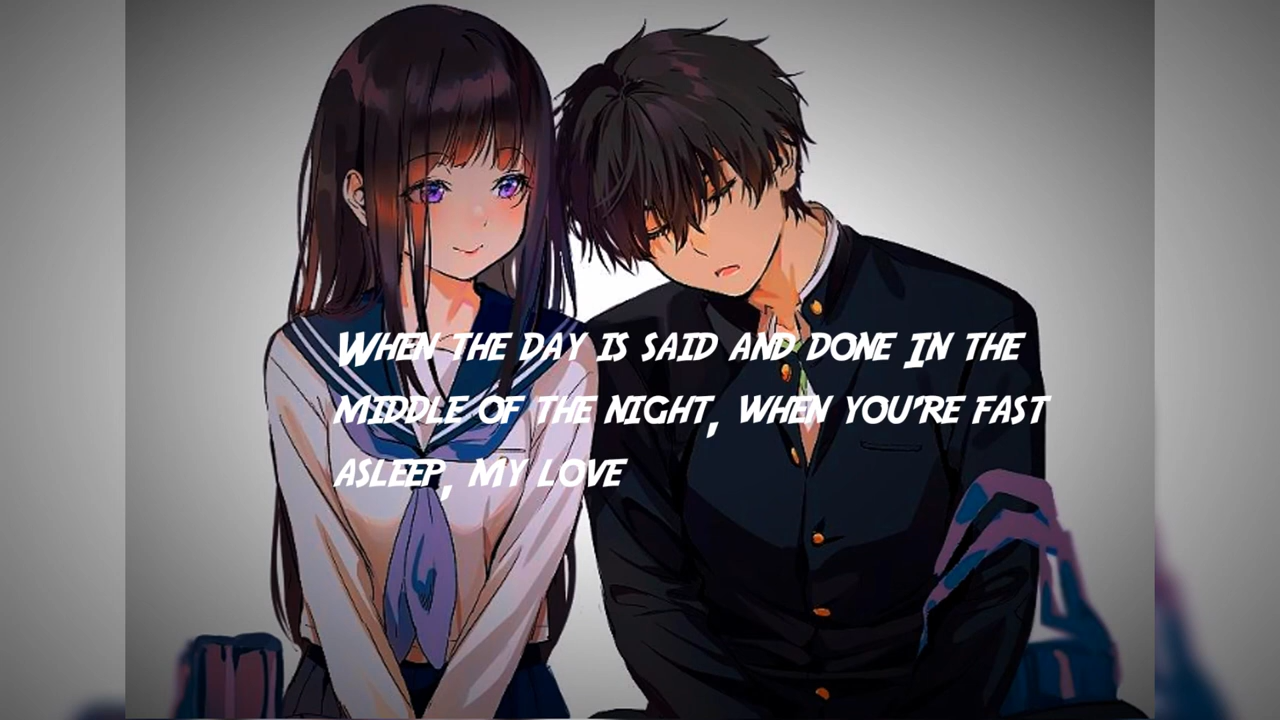 When the day is said and done In the
middle of the night, when you're fast
asleep, my love